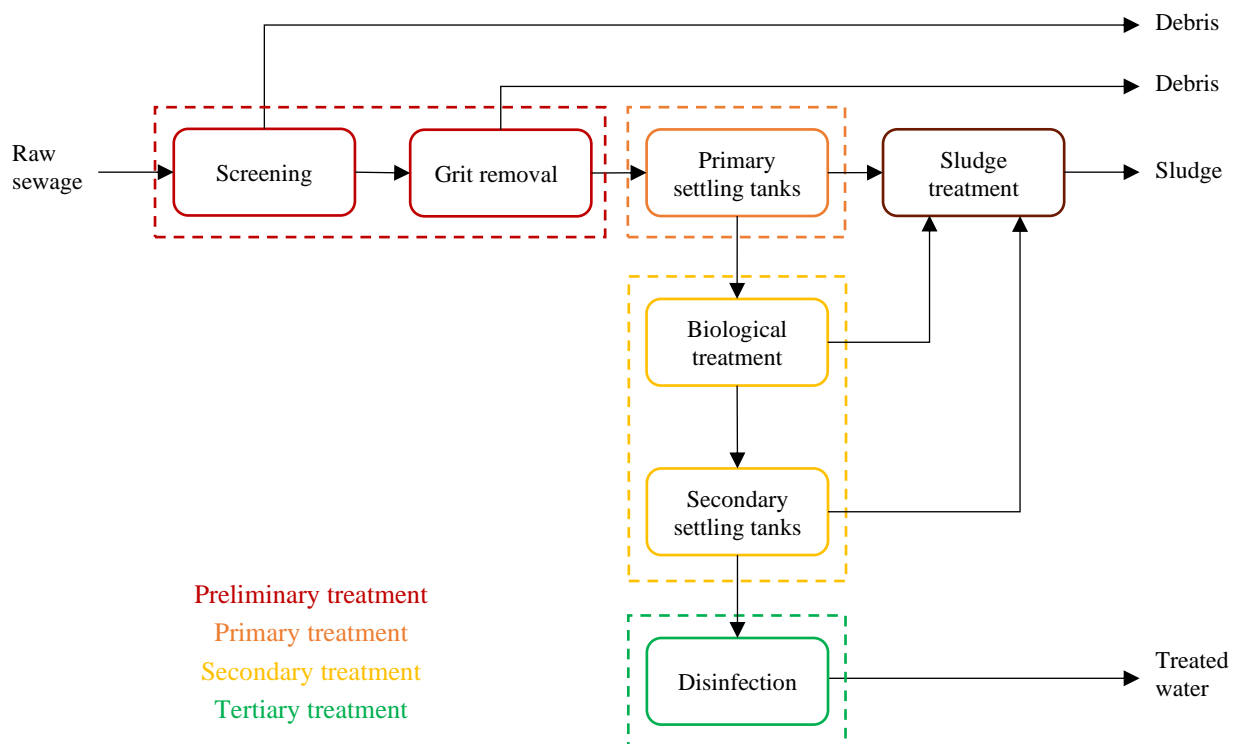 Debris
Debris
Raw
sewage
Screening
Grit removal
Primary
settling tanks
Sludge
treatment
Sludge
Biological
treatment
Secondary
settling tanks
Preliminary treatment
Primary treatment
Secondary treatment
Tertiary treatment
Disinfection
Treated
water